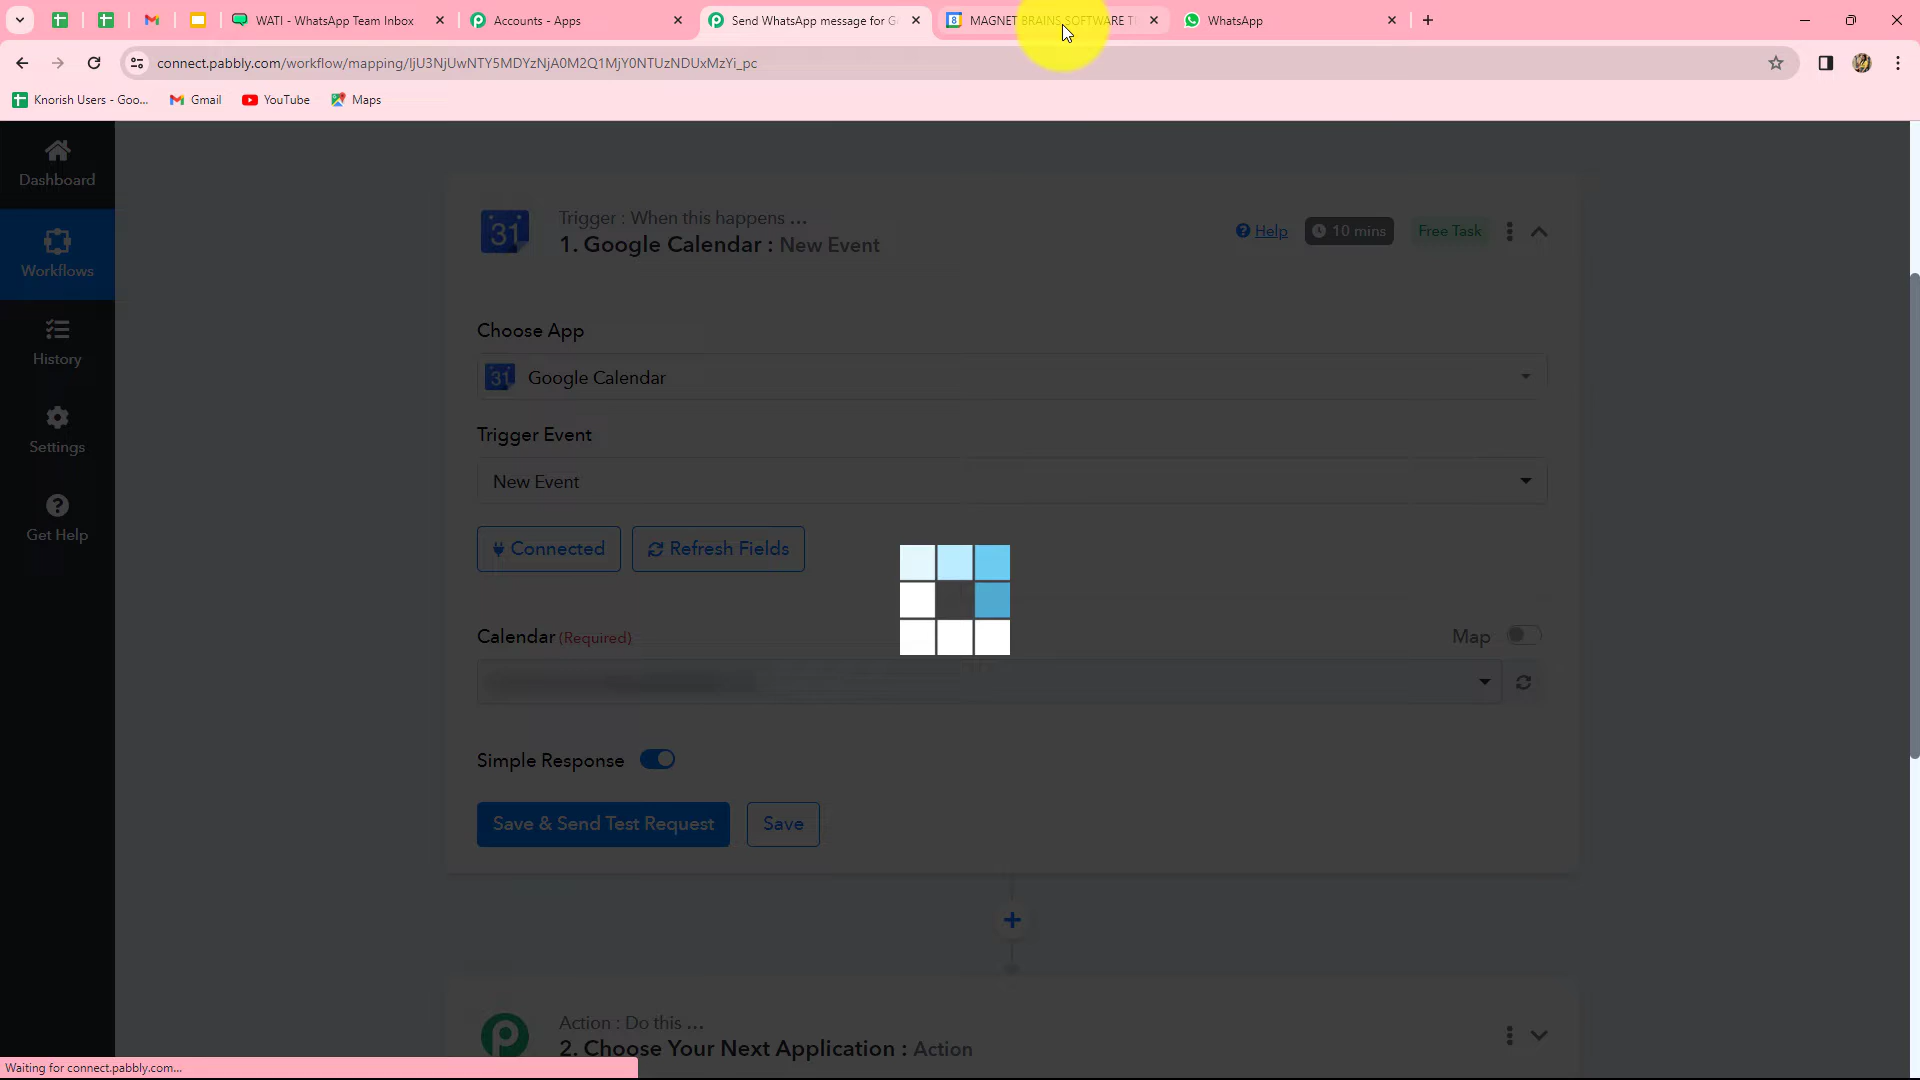 WATI - WhatsApp Team Inbox
Accounts - Apps
Send WhatsApp message for G
MAGNET BRAINS SOFTWARE T
WhatsApp
connect.pabbly.com/workflow/mapping/IjU3NjUwNTY5MDYzNjA0M2Q1MjY0NTUzNDUxMzYi_pc
Knorish Users - Goo...
Gmail
YouTube
Maps
Dashboard
Workflows
History
Settings
Get Help
Trigger : When this happens ...
31
1. Google Calendar : New Event
Help
10 mins
Free Task
Choose App
31 Google Calendar
Trigger Event
New Event
Connected
Refresh Fields
Calendar (Required)
Map
Simple Response
Save & Send Test Request
Save
Action : Do this ...
2. Choose Your Next Application : Action
Waiting for connect.pabbly.com...